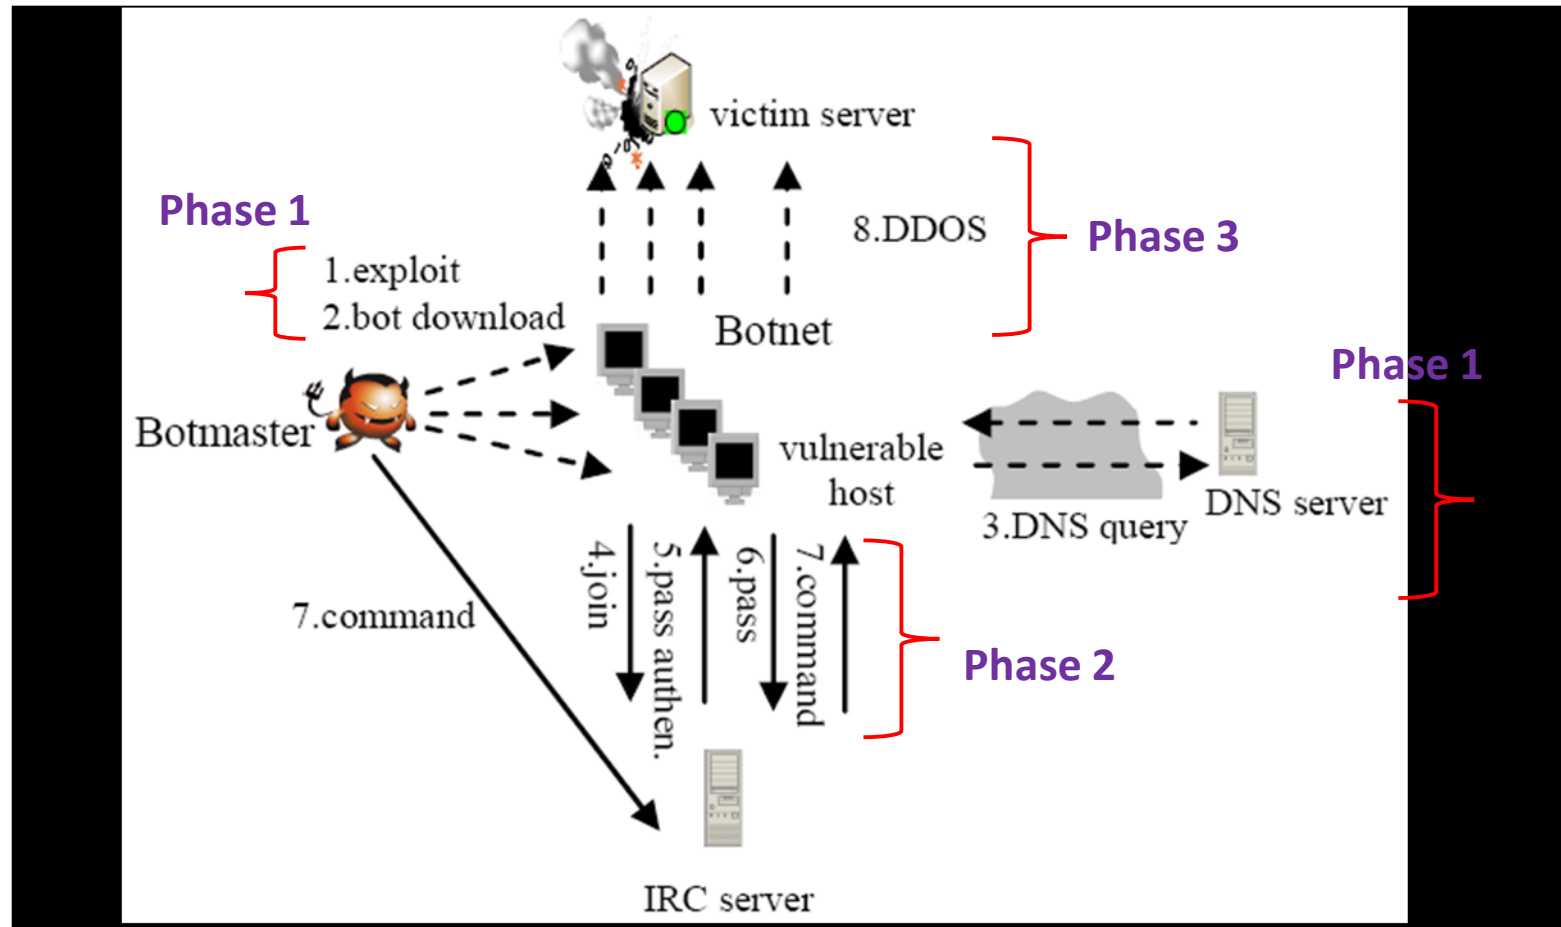 victim server
Phase 1
8.DDOS
Phase 3
1.exploit
2.bot download
Botnet
Phase 1
Botmaster
vulnerable
host
DNS server
3.DNS query
4.join
5.pass authen.
6.pass
7.command
7.command
Phase 2
IRC server